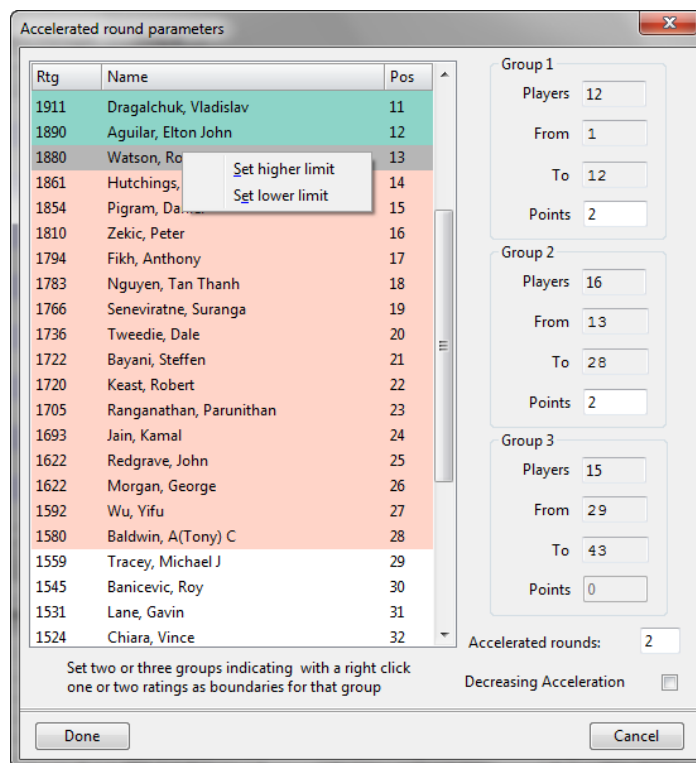 Accelerated round parameters
Rtg Name Pos
1911 Dragalchuk, Vladislav 11
1890 Aguilar, Elton John 12
1880 Watson, 13
1861 Hutchings, 14
1854 Pigram, 15
1810 Zekic, Peter 16
1794 Fikh, Anthony 17
1783 Nguyen, Tan Thanh 18
1766 Seneviratne, Suranga 19
1736 Tweedie, Dale 20
1722 Bayani, Steffen 21
1720 Keast, Robert 22
1705 Ranganathan, Parunithan 23
1693 Jain, Kamal 24
1622 Redgrave, John 25
1622 Morgan, George 26
1592 Wu, Yifu 27
1580 Baldwin, A(Tony) C 28
1559 Tracey, Michael J 29
1545 Banicevic, Roy 30
1531 Lane, Gavin 31
1524 Chiara, Vince 32
Set higher limit
Set lower limit
Set two or three groups indicating with a right click
one or two ratings as boundaries for that group
Group 1
Players 12
From 1
To 12
Points 2
Group 2
Players 16
From 13
To 28
Points 2
Group 3
Players 15
From 29
To 43
Points 0
Accelerated rounds: 2
Decreasing Acceleration
Done
Cancel